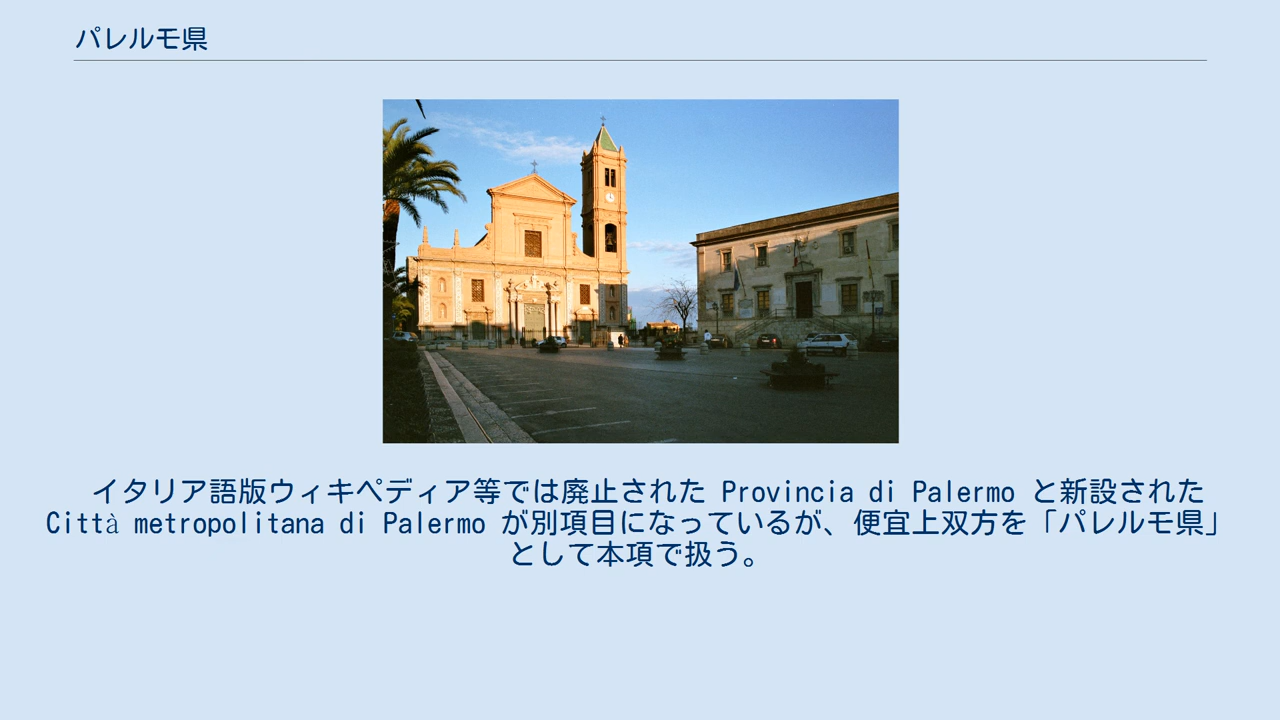 パレルモ県
イタリア語版ウィキペディア等では廃止された Provincia di Palermo と新設された
Città metropolitana di Palermo が別項目になっているが、便宜上双方を「パレルモ県」
として本項で扱う。